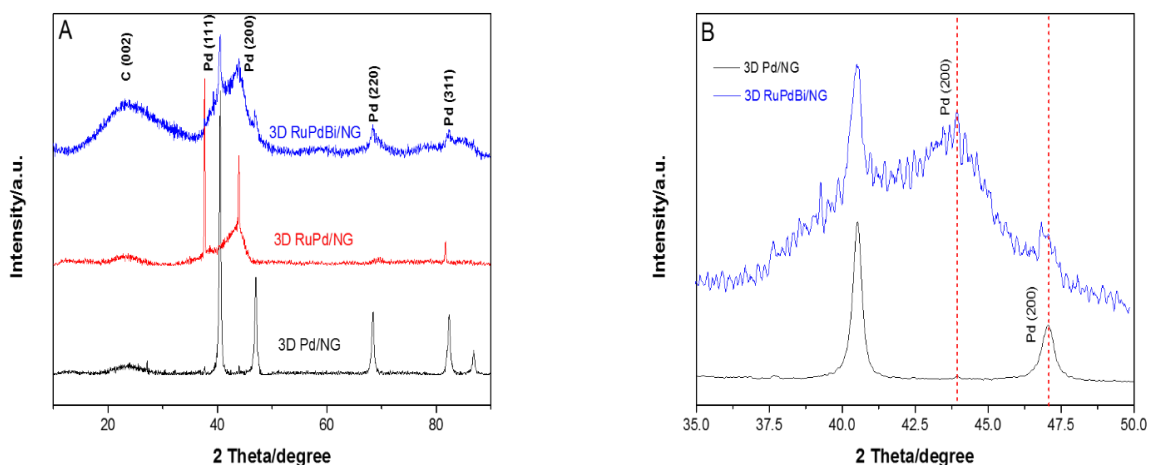 A
C (002)
Pd (111)
Pd (200)
Pd (220)
Pd (311)
3D RuPdBi/NG
3D RuPd/NG
3D Pd/NG
Intensity/a.u.
20
40
60
80
2 Theta/degree
B
3D Pd/NG
3D RuPdBi/NG
Pd (200)
Pd (200)
Intensity/a.u.
35.0
37.5
40.0
42.5
45.0
47.5
50.0
2 Theta/degree